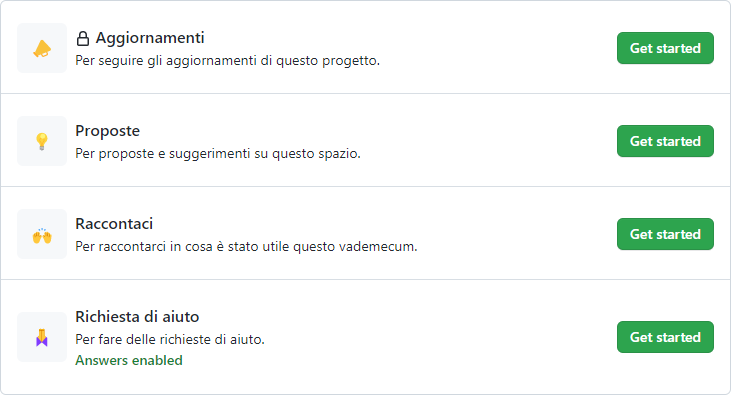 Aggiornamenti
Per seguire gli aggiornamenti di questo progetto.
Get started
Proposte
Per proposte e suggerimenti su questo spazio.
Get started
Raccontaci
Per raccontarci in cosa è stato utile questo vademecum.
Get started
Richiesta di aiuto
Per fare delle richieste di aiuto.
Answers enabled
Get started